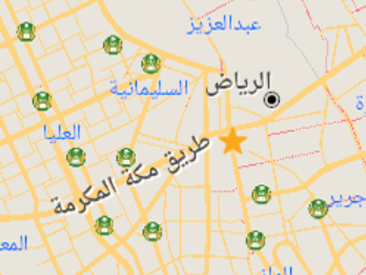 عبدالعزيز
الرياض
السليمانية
العليا
طريق مكة المكرمة
جرير